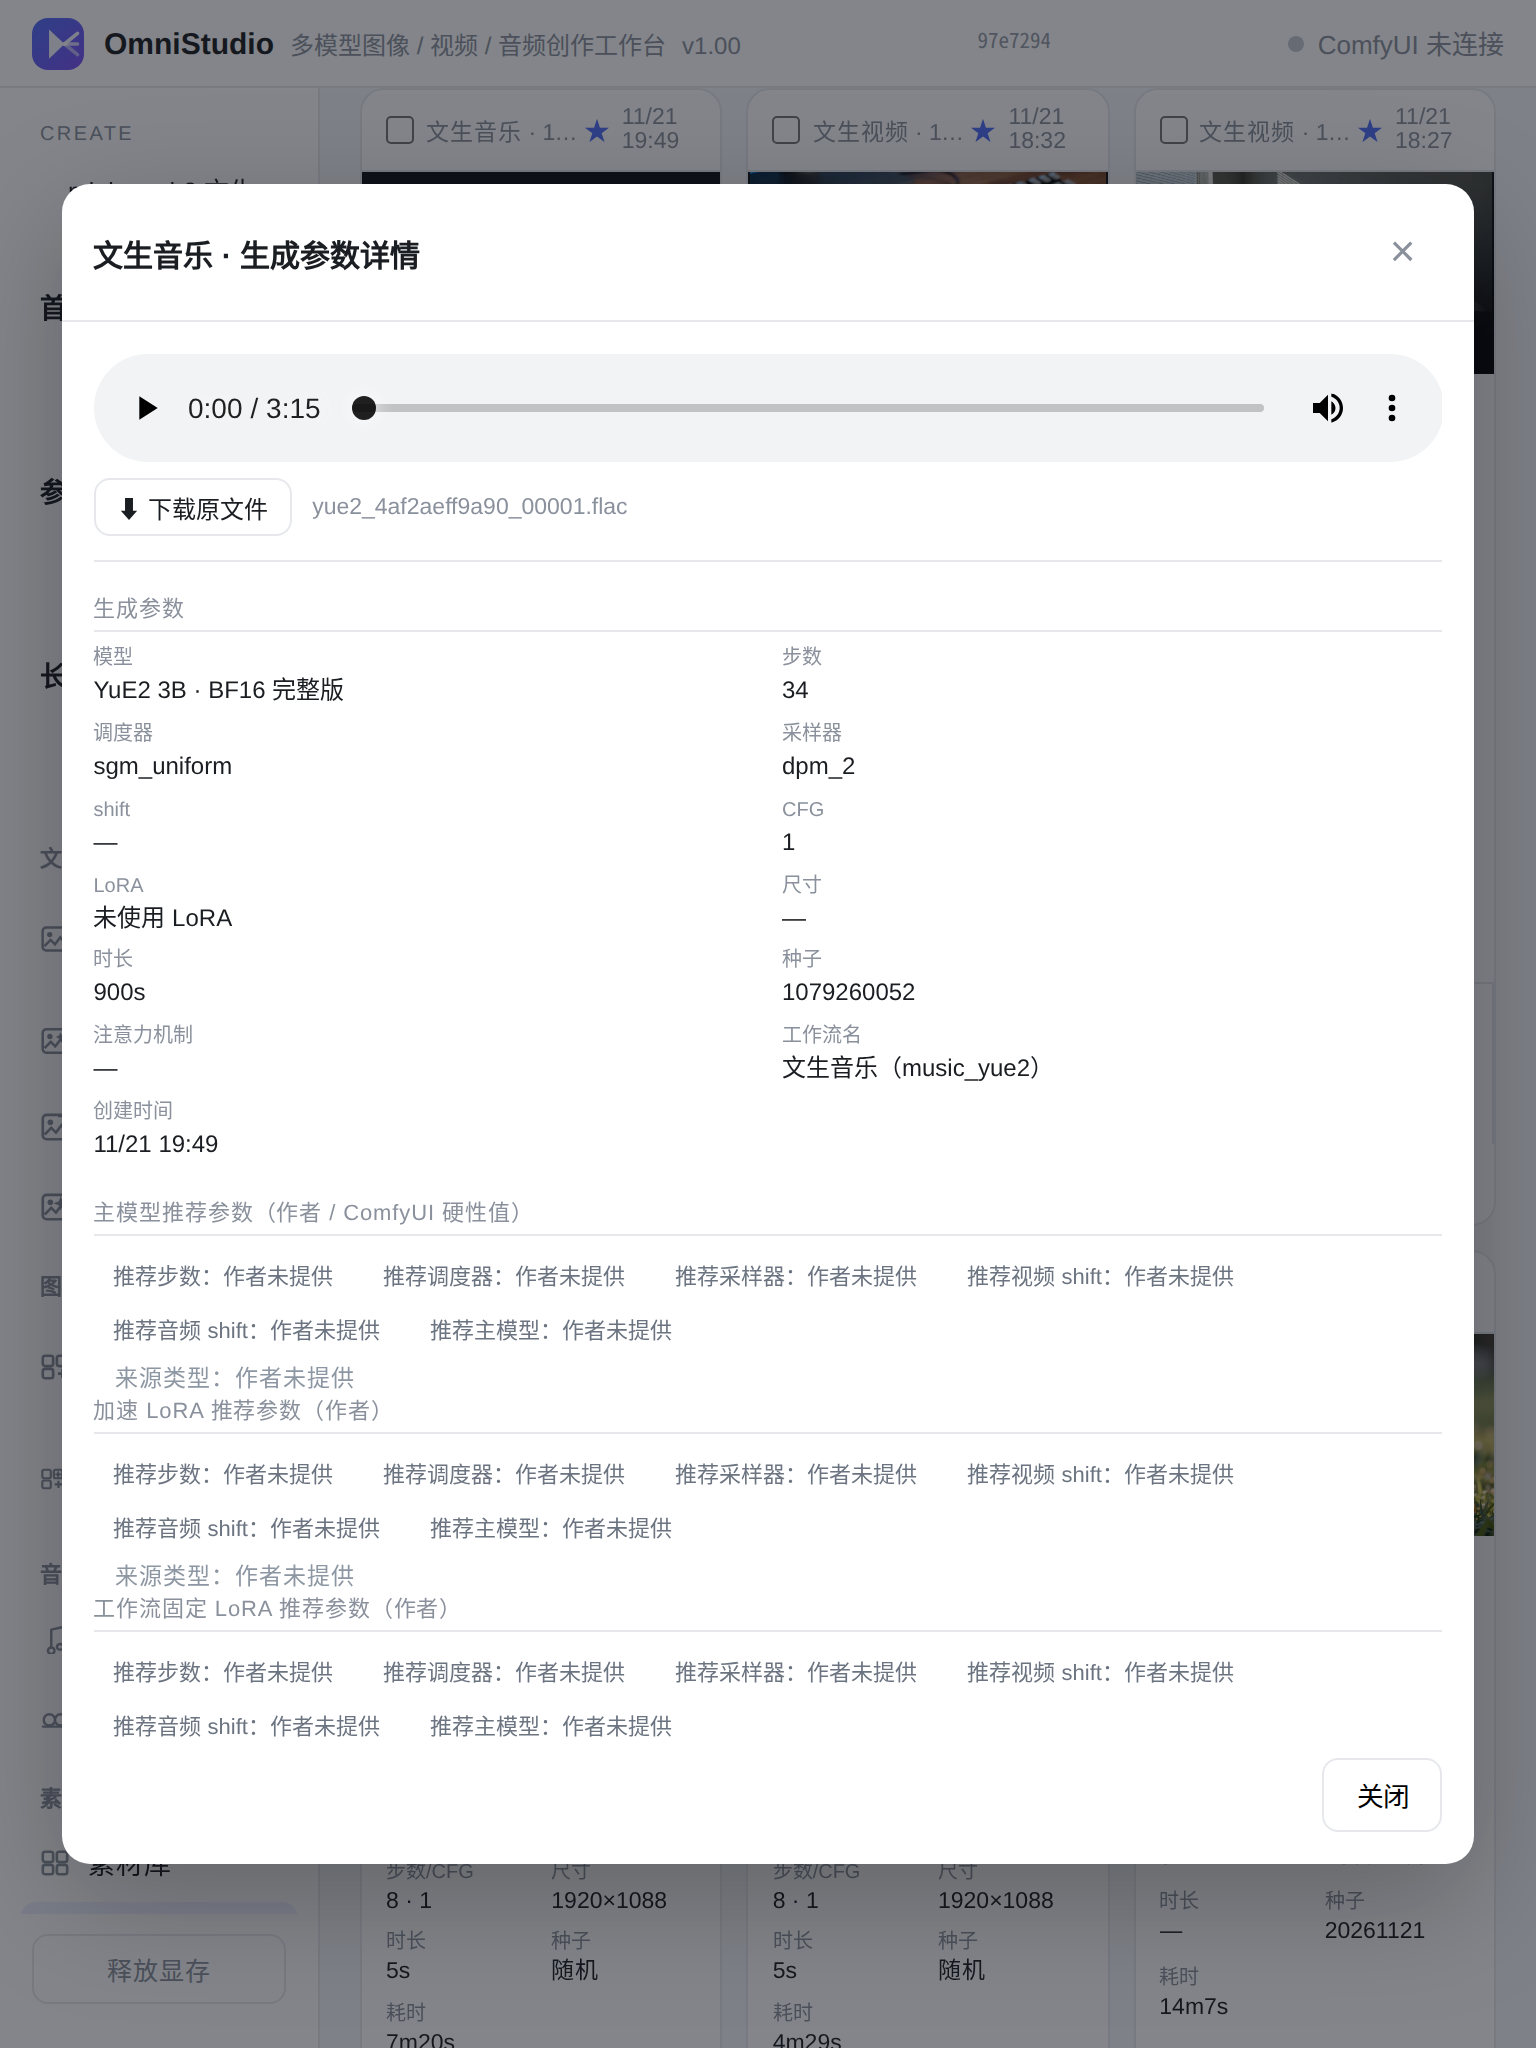 OmniStudio 多模型图像 / 视频 / 音频创作工作台 v1.00 97e7294 ComfyUI 未连接
CREATE
文生音乐 · 1... ★ 11/21 19:49
文生视频 · 1... ★ 11/21 18:32
文生视频 · 1... ★ 11/21 18:27
文生音乐 · 生成参数详情 ×
0:00 / 3:15
下载原文件 yue2_4af2aeff9a90_00001.flac
生成参数
模型 步数
YuE2 3B · BF16 完整版 34
调度器 采样器
sgm_uniform dpm_2
shift CFG
— 1
LoRA 尺寸
未使用 LoRA —
时长 种子
900s 1079260052
注意力机制 工作流名
— 文生音乐（music_yue2）
创建时间
11/21 19:49
主模型推荐参数（作者 / ComfyUI 硬性值）
推荐步数：作者未提供 推荐调度器：作者未提供 推荐采样器：作者未提供 推荐视频 shift：作者未提供
推荐音频 shift：作者未提供 推荐主模型：作者未提供
来源类型：作者未提供
加速 LoRA 推荐参数（作者）
推荐步数：作者未提供 推荐调度器：作者未提供 推荐采样器：作者未提供 推荐视频 shift：作者未提供
推荐音频 shift：作者未提供 推荐主模型：作者未提供
来源类型：作者未提供
工作流固定 LoRA 推荐参数（作者）
推荐步数：作者未提供 推荐调度器：作者未提供 推荐采样器：作者未提供 推荐视频 shift：作者未提供
推荐音频 shift：作者未提供 推荐主模型：作者未提供
关闭
首
参
长
文
图
音
素
素材库
释放显存
步数/CFG 尺寸
8 · 1 1920×1088
时长 种子
5s 随机
耗时
7m20s
步数/CFG 尺寸
8 · 1 1920×1088
时长 种子
5s 随机
耗时
4m29s
时长 种子
— 20261121
耗时
14m7s